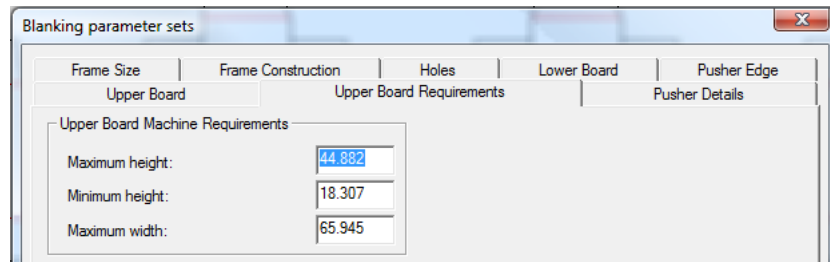 Blanking parameter sets
Frame Size Frame Construction Holes Lower Board Pusher Edge
Upper Board Upper Board Requirements Pusher Details
Upper Board Machine Requirements
Maximum height: 44.882
Minimum height: 18.307
Maximum width: 65.945